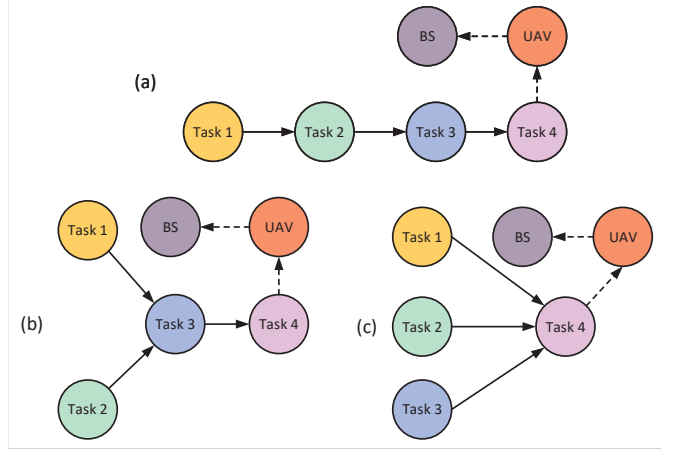 BS UAV
(a)
Task 1 Task 2 Task 3 Task 4
Task 1 BS UAV
(b) Task 3 Task 4
Task 2
Task 1 BS UAV
(c) Task 2 Task 4
Task 3